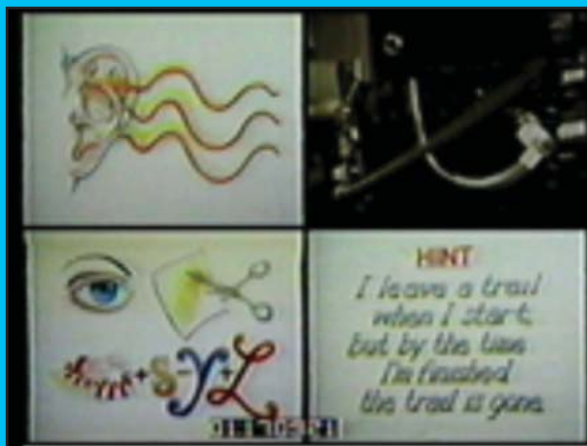 +S-Y+L
HINT
I leave a trail
when I start
but by the time
I'm finished
the trail is gone